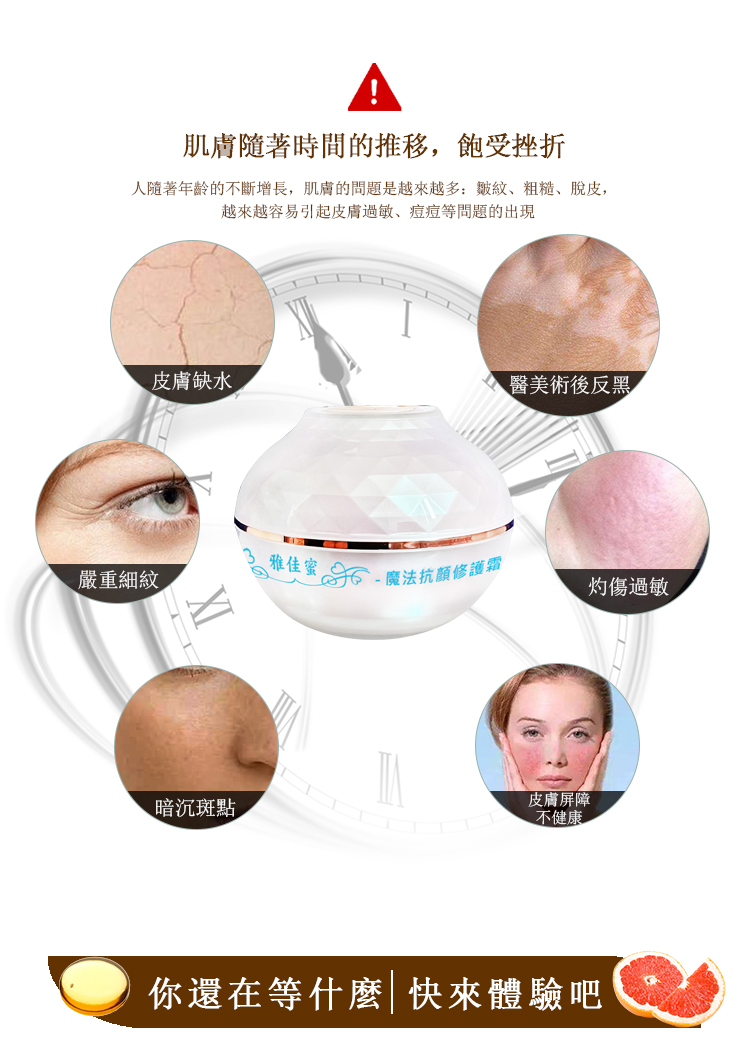 肌膚隨著時間的推移，飽受挫折
人隨著年齡的不斷增長，肌膚的問題是越來越多：皺紋、粗糙、脫皮，
越來越容易引起皮膚過敏、痘痘等問題的出現
皮膚缺水
醫美術後反黑
嚴重細紋
灼傷過敏
雅佳蜜
-魔法抗顏修護霜
暗沉斑點
皮膚屏障
不健康
XII
I
II
X
IX
VIII
VII
你還在等什麼|快來體驗吧